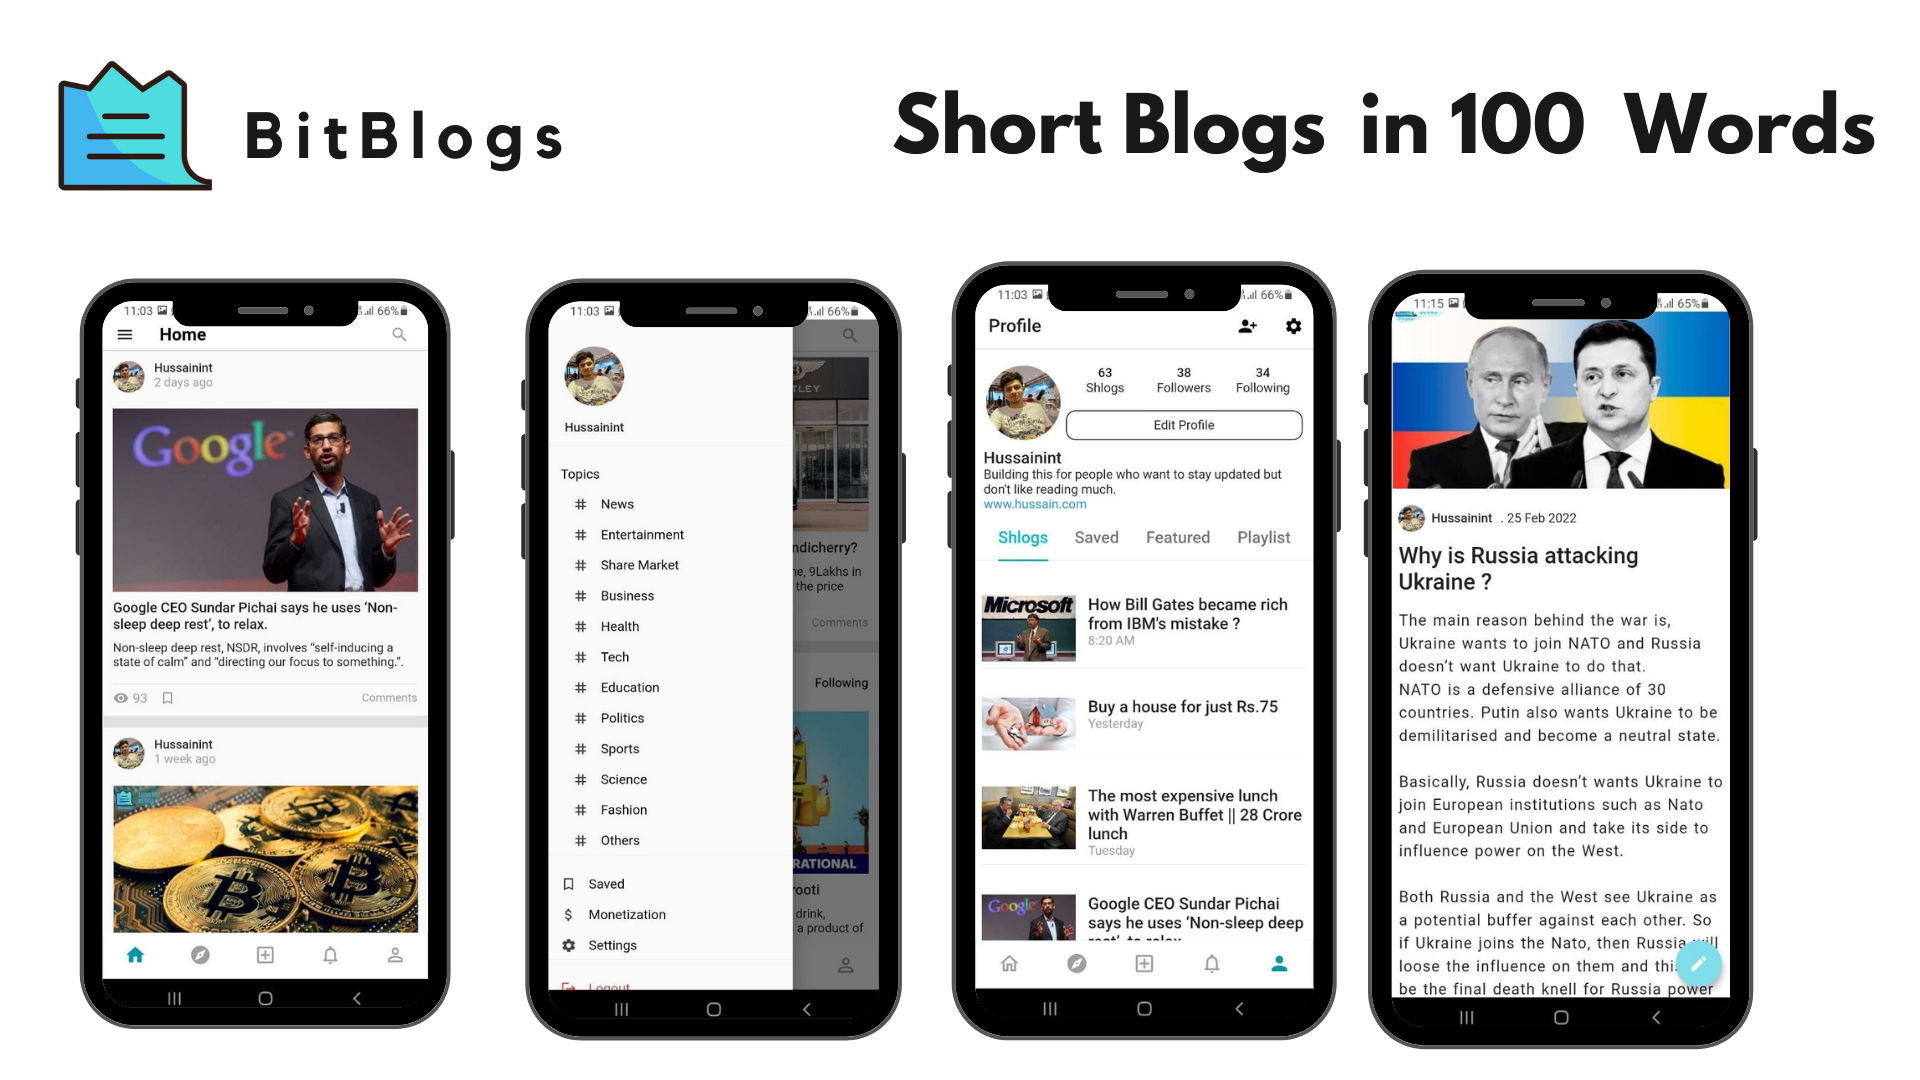 BitBlogs
Short Blogs in 100 Words
11:03
66%
Home
Hussainint
2 days ago
Google
Google CEO Sundar Pichai says he uses ‘Non-
sleep deep rest’, to relax.
Non-sleep deep rest, NSDR, involves “self-inducing a
state of calm” and “directing our focus to something.”.
93
Comments
Hussainint
1 week ago
11:03
66%
Hussainint
Topics
# News
# Entertainment
# Share Market
# Business
# Health
# Tech
# Education
# Politics
# Sports
# Science
# Fashion
# Others
Saved
$ Monetization
Settings
Logout
TLEY
ndicherry?
ne, 9Lakhs in
the price
Comments
Following
RATIONAL
rooti
drink,
a product of
11:03
66%
Profile
63
38
34
Shlogs
Followers
Following
Edit Profile
Hussainint
Building this for people who want to stay updated but
don't like reading much.
www.hussain.com
Shlogs
Saved
Featured
Playlist
Microsoft
How Bill Gates became rich
from IBM's mistake ?
8:20 AM
Buy a house for just Rs.75
Yesterday
The most expensive lunch
with Warren Buffet || 28 Crore
lunch
Tuesday
Google
Google CEO Sundar Pichai
says he uses ‘Non-sleep deep
rest’, to relax
11:15
65%
Hussainint . 25 Feb 2022
Why is Russia attacking
Ukraine ?
The main reason behind the war is,
Ukraine wants to join NATO and Russia
doesn’t want Ukraine to do that.
NATO is a defensive alliance of 30
countries. Putin also wants Ukraine to be
demilitarised and become a neutral state.
Basically, Russia doesn’t wants Ukraine to
join European institutions such as Nato
and European Union and take its side to
influence power on the West.
Both Russia and the West see Ukraine as
a potential buffer against each other. So
if Ukraine joins the Nato, then Russia will
loose the influence on them and this
be the final death knell for Russia power